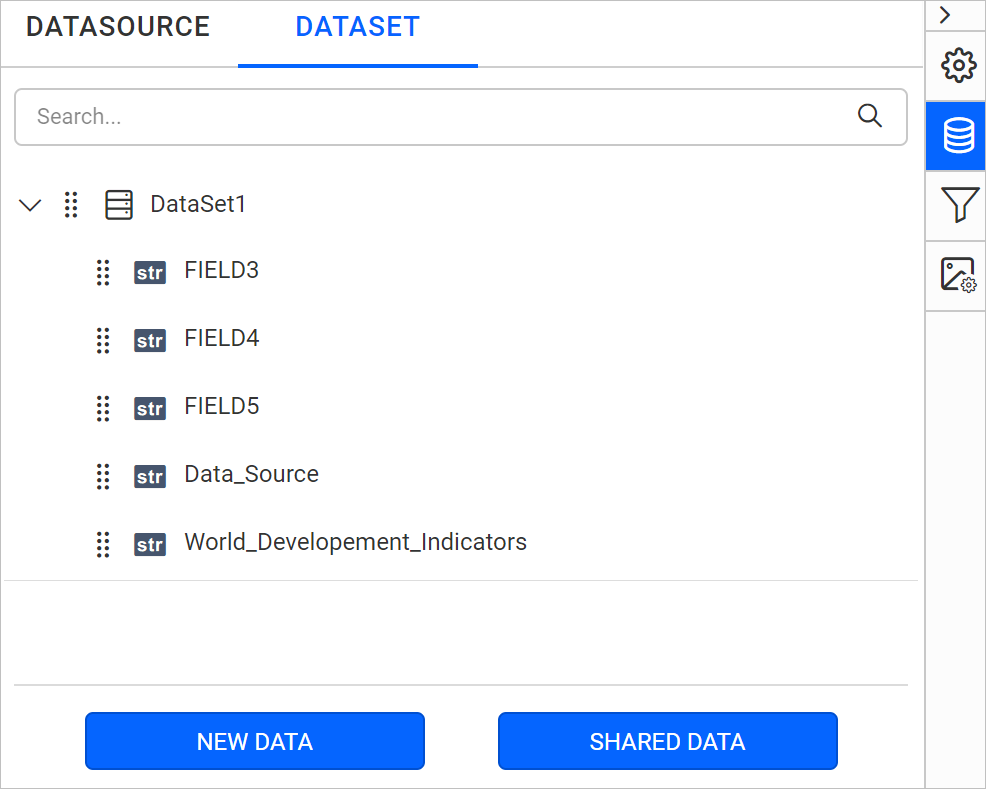 DATASOURCE DATASET
Search...
DataSet1
str FIELD3
str FIELD4
str FIELD5
str Data_Source
str World_Developement_Indicators
NEW DATA SHARED DATA